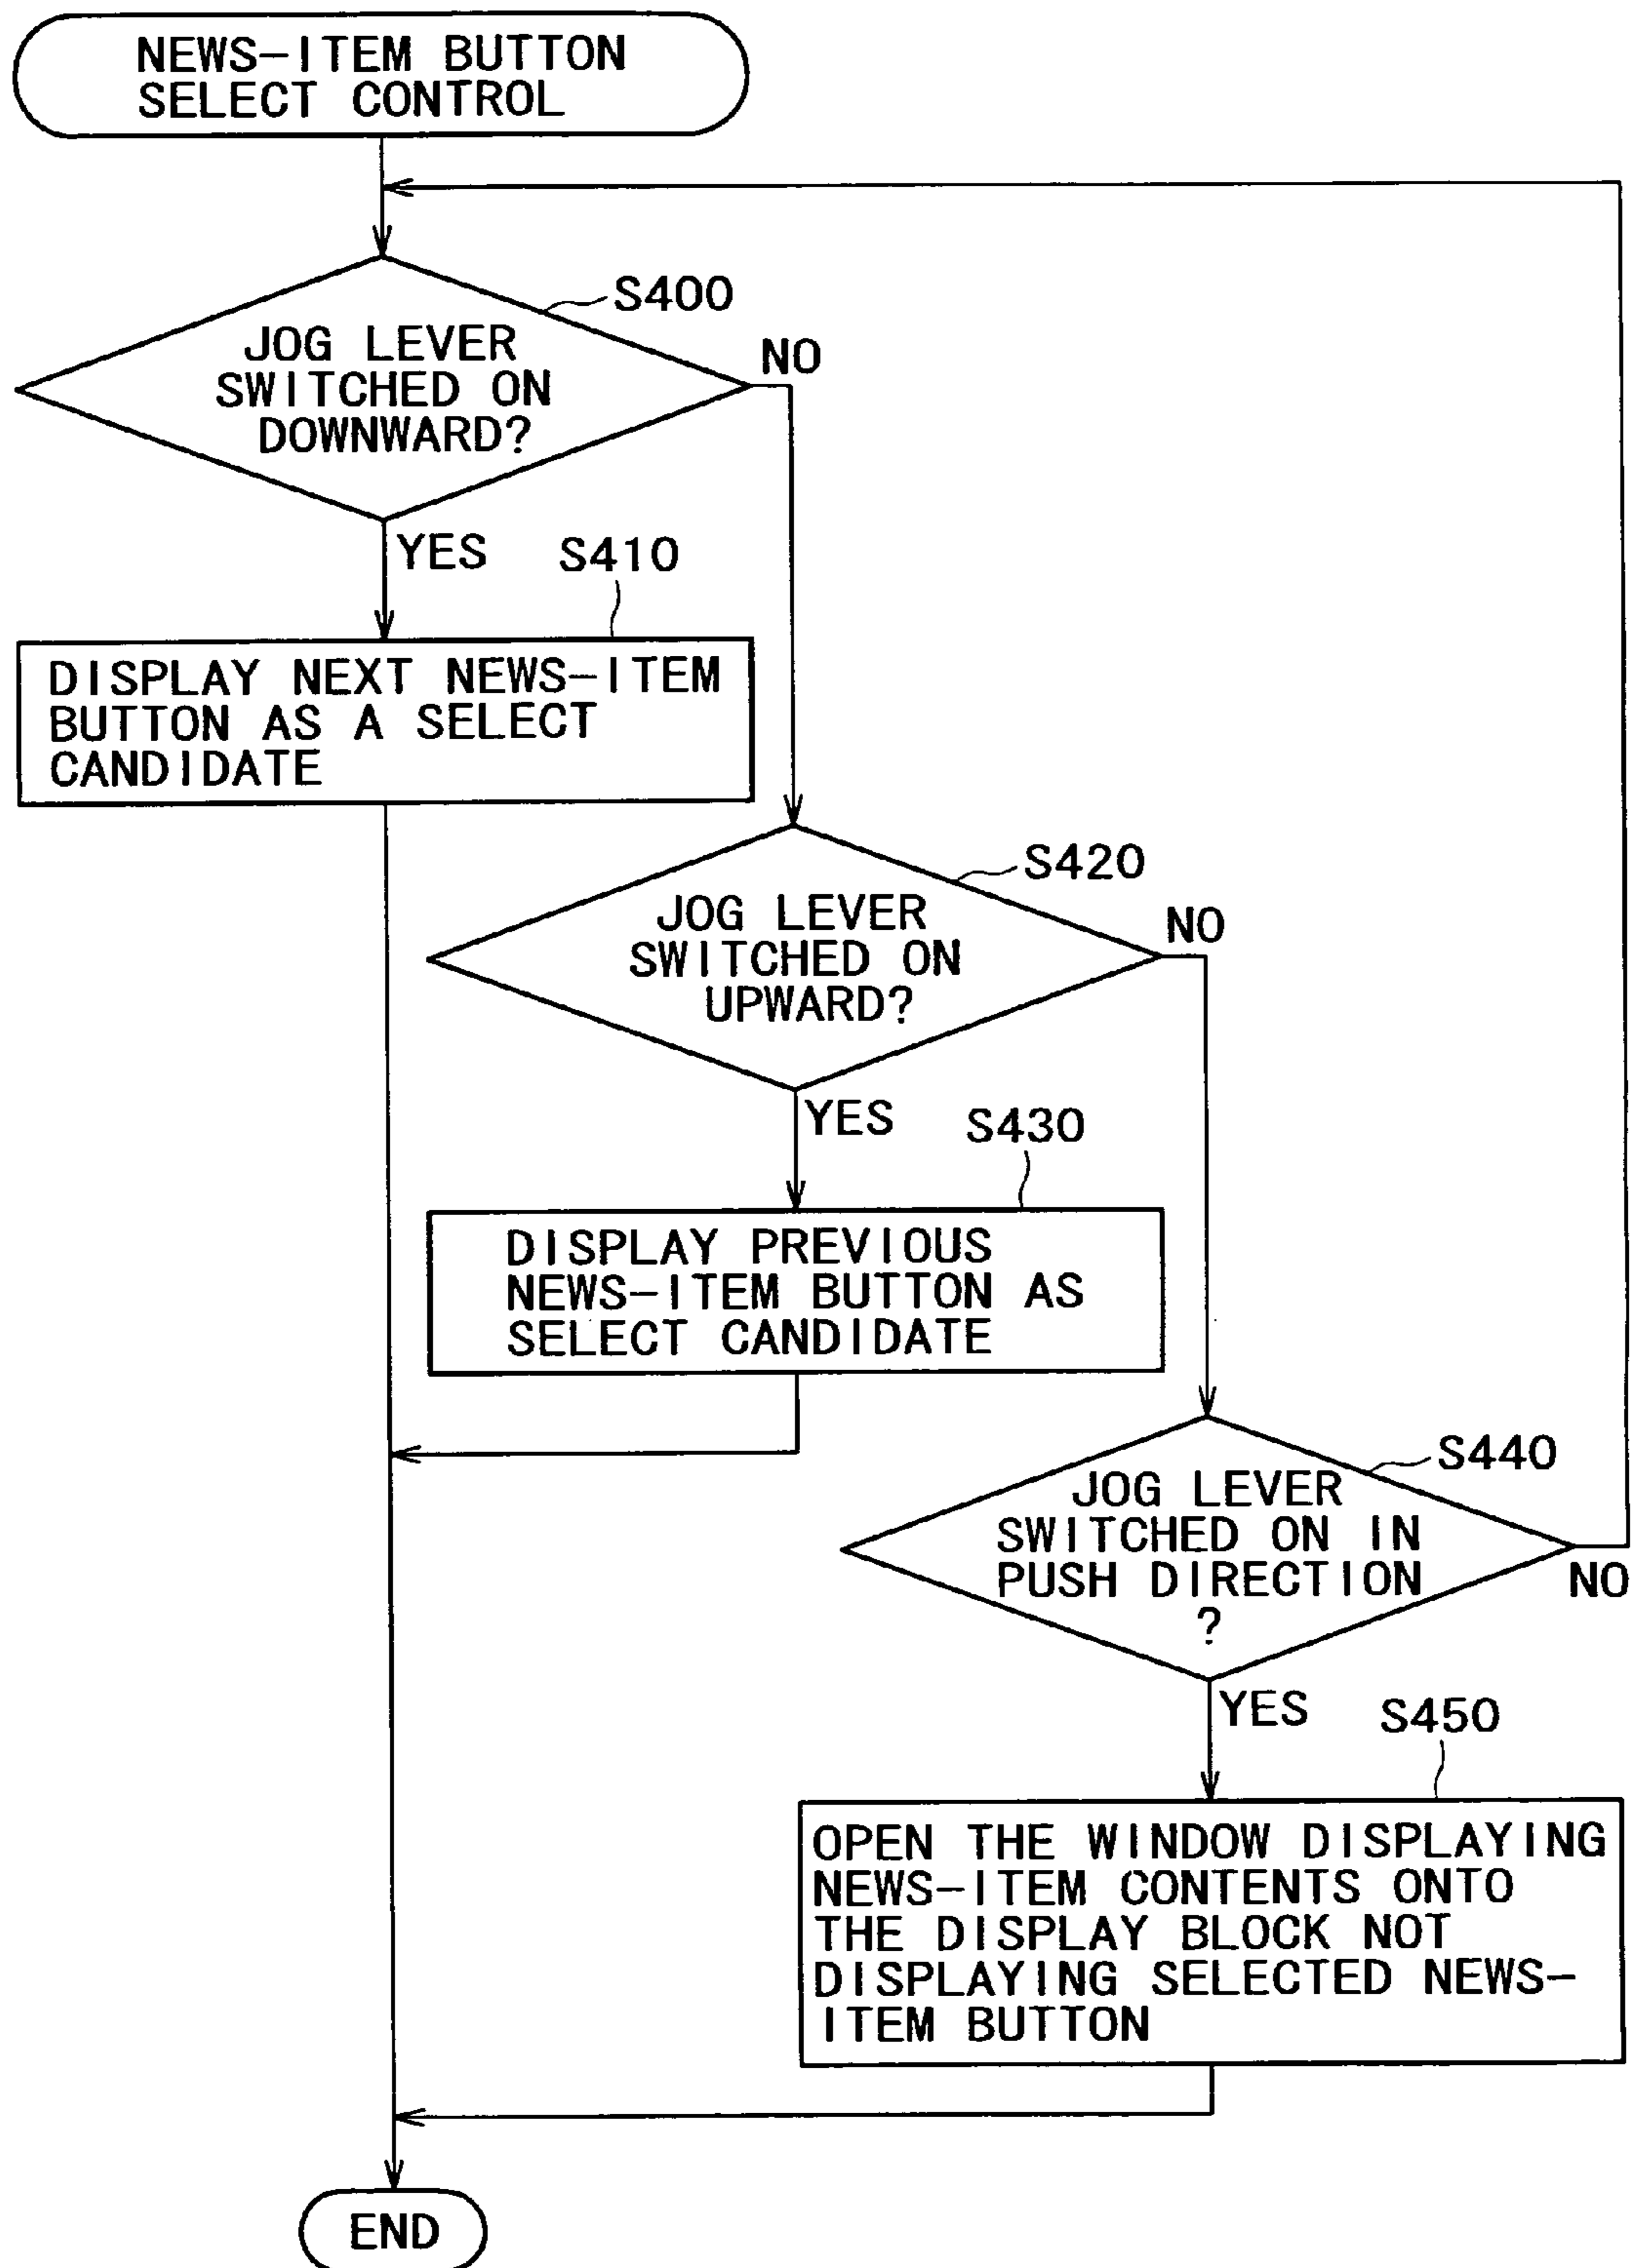 NEWS-ITEM BUTTON
SELECT CONTROL
S400
JOG LEVER
SWITCHED ON
DOWNWARD?
NO
YES
S410
DISPLAY NEXT NEWS-ITEM
BUTTON AS A SELECT
CANDIDATE
S420
JOG LEVER
SWITCHED ON
UPWARD?
NO
YES
S430
DISPLAY PREVIOUS
NEWS-ITEM BUTTON AS
SELECT CANDIDATE
S440
JOG LEVER
SWITCHED ON IN
PUSH DIRECTION
?
NO
YES
S450
OPEN THE WINDOW DISPLAYING
NEWS-ITEM CONTENTS ONTO
THE DISPLAY BLOCK NOT
DISPLAYING SELECTED NEWS-
ITEM BUTTON
END